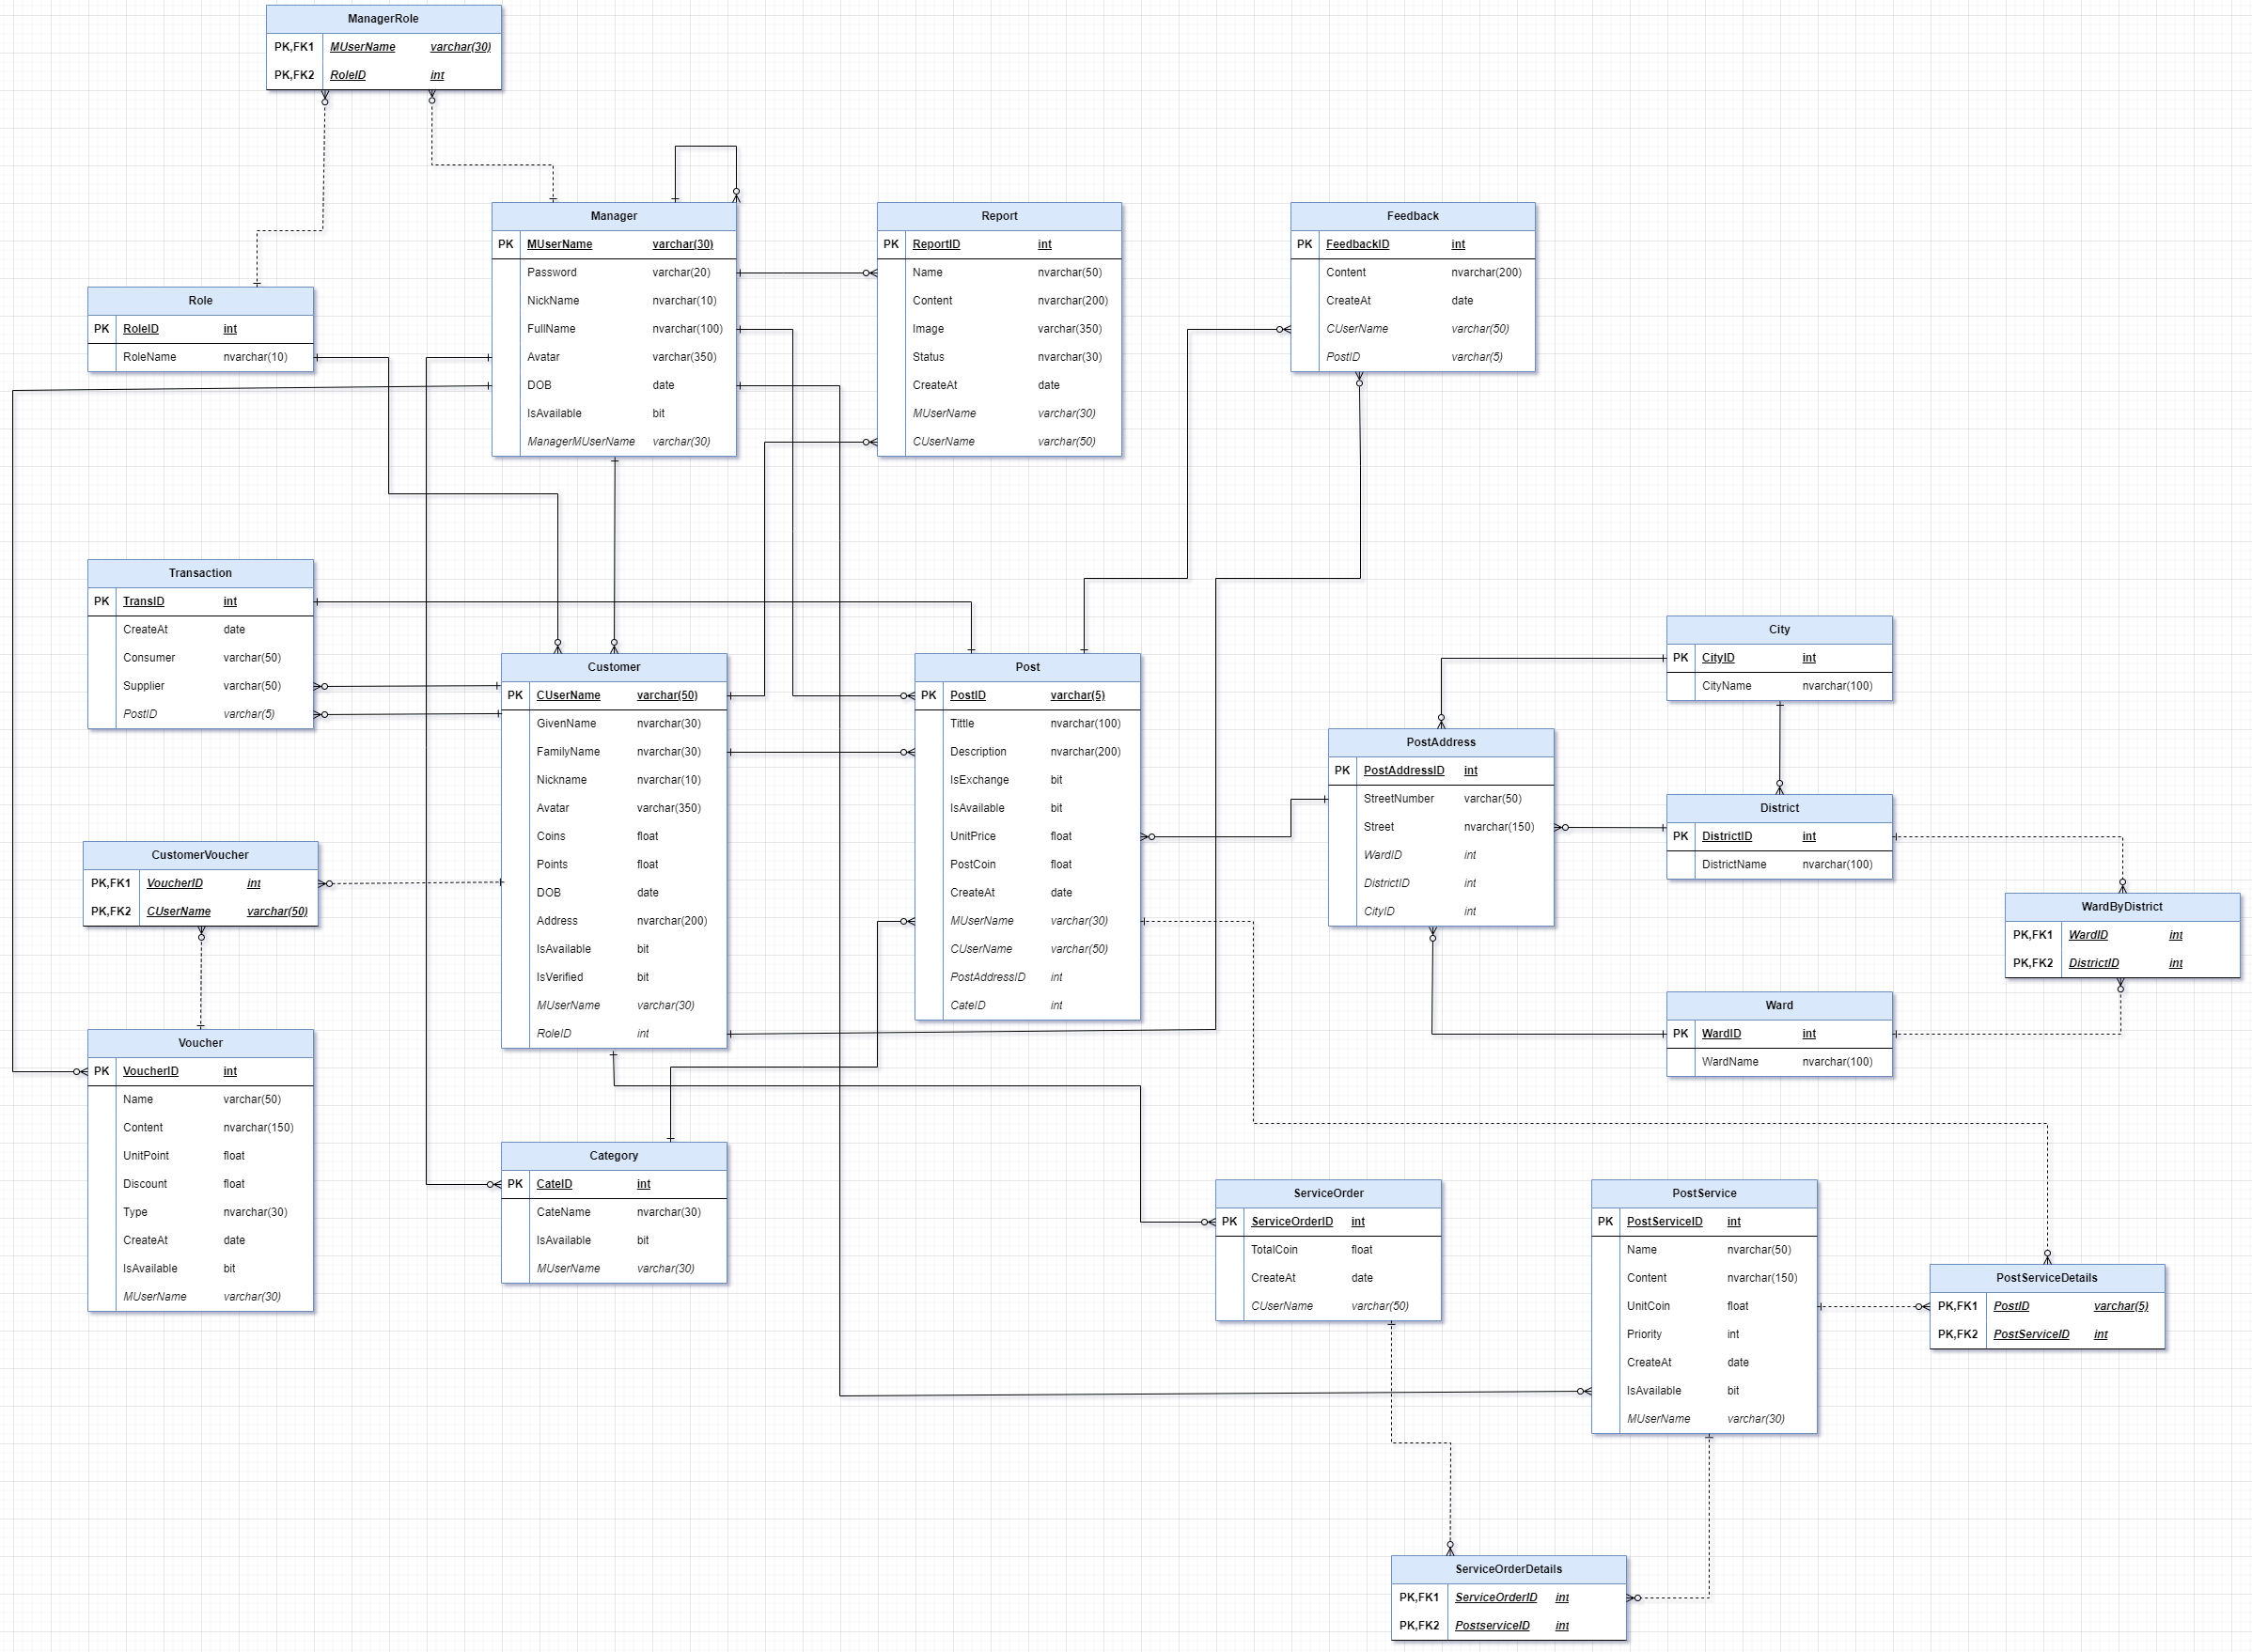 ManagerRole
PK,FK1 MUserName varchar(30)
PK,FK2 RoleID int
Manager
PK MUserName varchar(30)
Password varchar(20)
NickName nvarchar(10)
FullName nvarchar(100)
Avatar varchar(350)
DOB date
IsAvailable bit
ManagerMUserName varchar(30)
Report
PK ReportID int
Name nvarchar(50)
Content nvarchar(200)
Image varchar(350)
Status nvarchar(30)
CreateAt date
MUserName varchar(30)
CUserName varchar(50)
Feedback
PK FeedbackID int
Content nvarchar(200)
CreateAt date
CUserName varchar(50)
PostID varchar(5)
Role
PK RoleID int
RoleName nvarchar(10)
Transaction
PK TransID int
CreateAt date
Consumer varchar(50)
Supplier varchar(50)
PostID varchar(5)
Customer
PK CUserName varchar(50)
GivenName nvarchar(30)
FamilyName nvarchar(30)
Nickname nvarchar(10)
Avatar varchar(350)
Coins float
Points float
DOB date
Address nvarchar(200)
IsAvailable bit
IsVerified bit
MUserName varchar(30)
RoleID int
Post
PK PostID varchar(5)
Tittle nvarchar(100)
Description nvarchar(200)
IsExchange bit
IsAvailable bit
UnitPrice float
PostCoin float
CreateAt date
MUserName varchar(30)
CUserName varchar(50)
PostAddressID int
CateID int
City
PK CityID int
CityName nvarchar(100)
PostAddress
PK PostAddressID int
StreetNumber varchar(50)
Street nvarchar(150)
WardID int
DistrictID int
CityID int
District
PK DistrictID int
DistrictName nvarchar(100)
WardByDistrict
PK,FK1 WardID int
PK,FK2 DistrictID int
Ward
PK WardID int
WardName nvarchar(100)
CustomerVoucher
PK,FK1 VoucherID int
PK,FK2 CUserName varchar(50)
Voucher
PK VoucherID int
Name varchar(50)
Content nvarchar(150)
UnitPoint float
Discount float
Type nvarchar(30)
CreateAt date
IsAvailable bit
MUserName varchar(30)
Category
PK CateID int
CateName nvarchar(30)
IsAvailable bit
MUserName varchar(30)
ServiceOrder
PK ServiceOrderID int
TotalCoin float
CreateAt date
CUserName varchar(50)
PostService
PK PostServiceID int
Name nvarchar(50)
Content nvarchar(150)
UnitCoin float
Priority int
CreateAt date
IsAvailable bit
MUserName varchar(30)
PostServiceDetails
PK,FK1 PostID varchar(5)
PK,FK2 PostServiceID int
ServiceOrderDetails
PK,FK1 ServiceOrderID int
PK,FK2 PostserviceID int